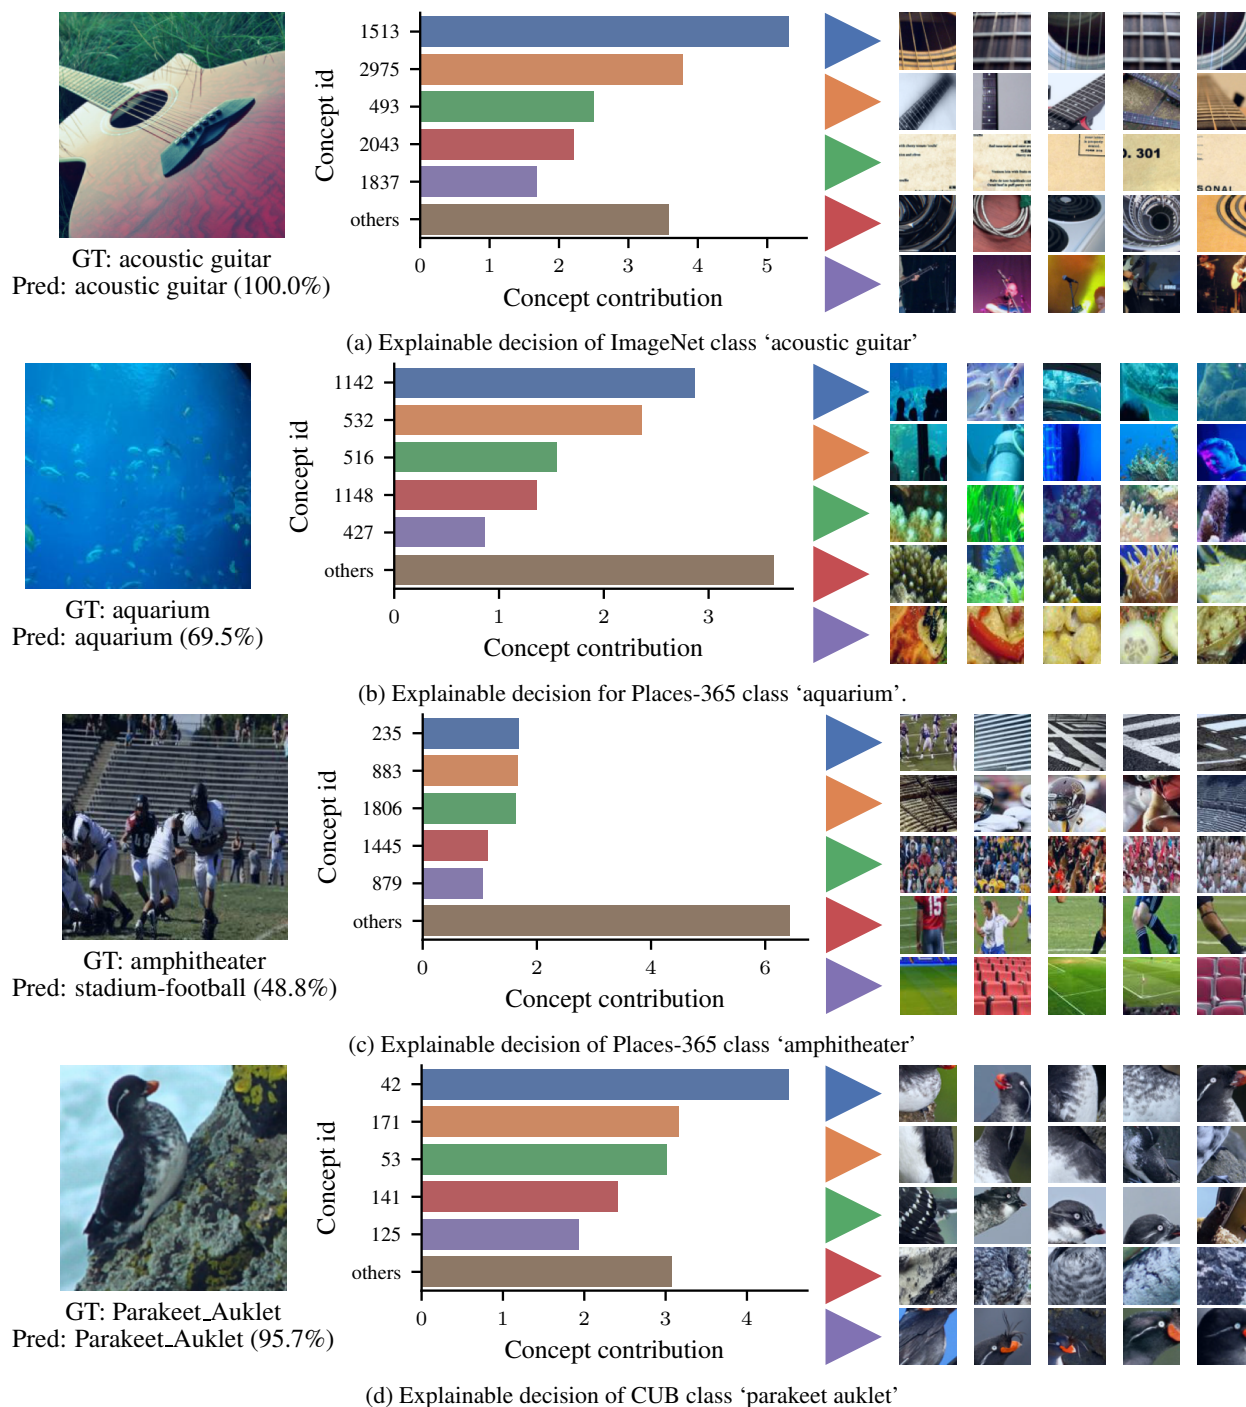 1513
2975
493
2043
1837
others
Concept id
0 1 2 3 4 5
Concept contribution
GT: acoustic guitar
Pred: acoustic guitar (100.0%)
O. 301
SONAL
(a) Explainable decision of ImageNet class ‘acoustic guitar’
1142
532
516
1148
427
others
Concept id
0 1 2 3
Concept contribution
GT: aquarium
Pred: aquarium (69.5%)
(b) Explainable decision for Places-365 class ‘aquarium’.
235
883
1806
1445
879
others
Concept id
0 2 4 6
Concept contribution
GT: amphitheater
Pred: stadium-football (48.8%)
15
(c) Explainable decision of Places-365 class ‘amphitheater’
42
171
53
141
125
others
Concept id
0 1 2 3 4
Concept contribution
GT: Parakeet_Auklet
Pred: Parakeet_Auklet (95.7%)
(d) Explainable decision of CUB class ‘parakeet auklet’